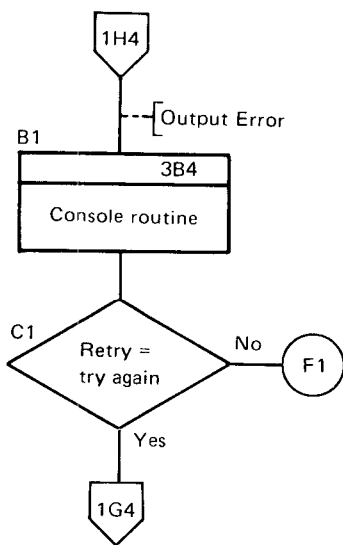 1H4
Output Error
B1
3B4
Console routine
C1
Retry =
try again
No
F1
Yes
1G4